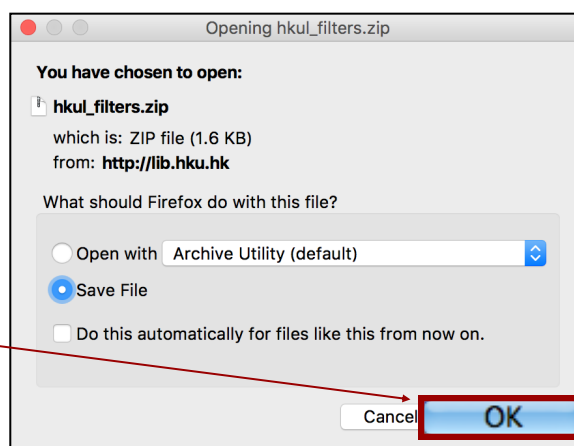 Opening hkul_filters.zip
You have chosen to open:
hkul_filters.zip
which is: ZIP file (1.6 KB)
from: http://lib.hku.hk
What should Firefox do with this file?
Open with Archive Utility (default)
Save File
Do this automatically for files like this from now on.
Cancel OK